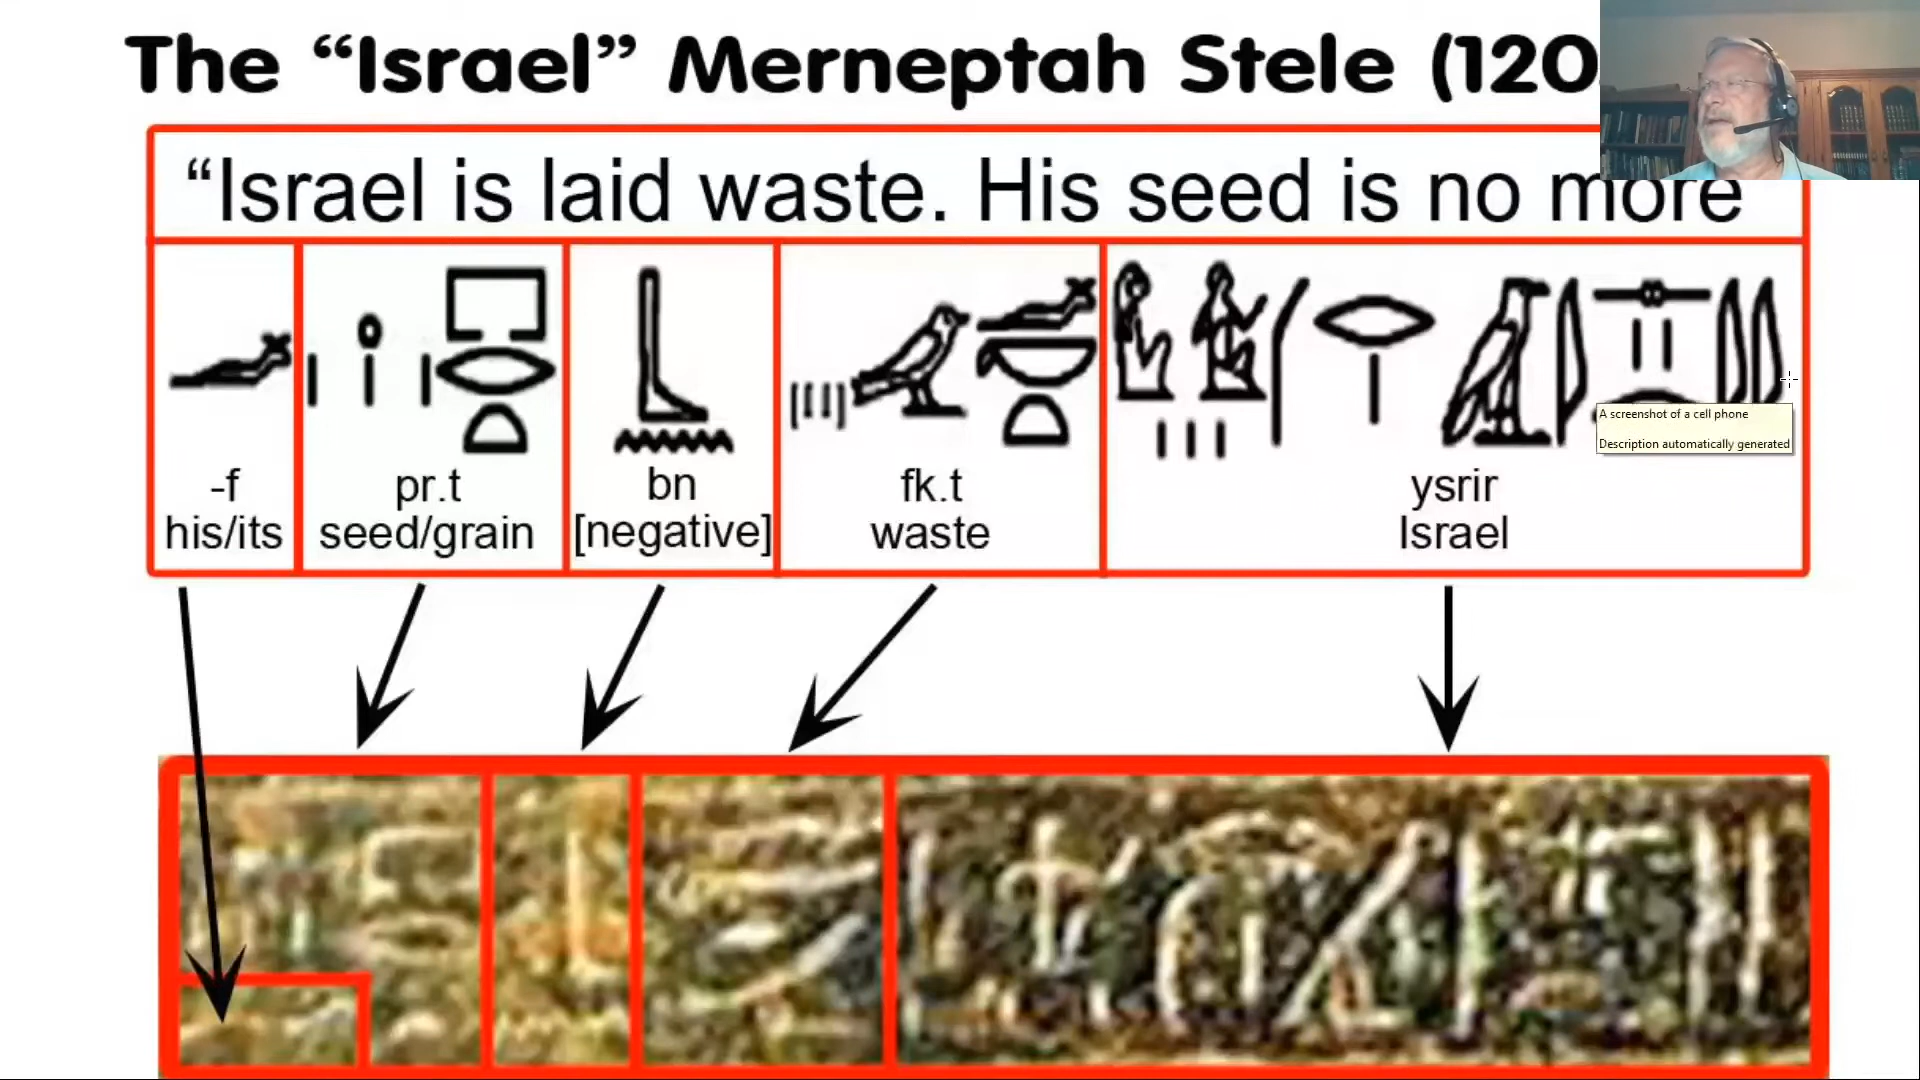 The “Israel” Merneptah Stele (120
“Israel is laid waste. His seed is no more
-f
his/its
pr.t
seed/grain
bn
[negative]
fk.t
waste
ysrir
Israel
A screenshot of a cell phone
Description automatically generated